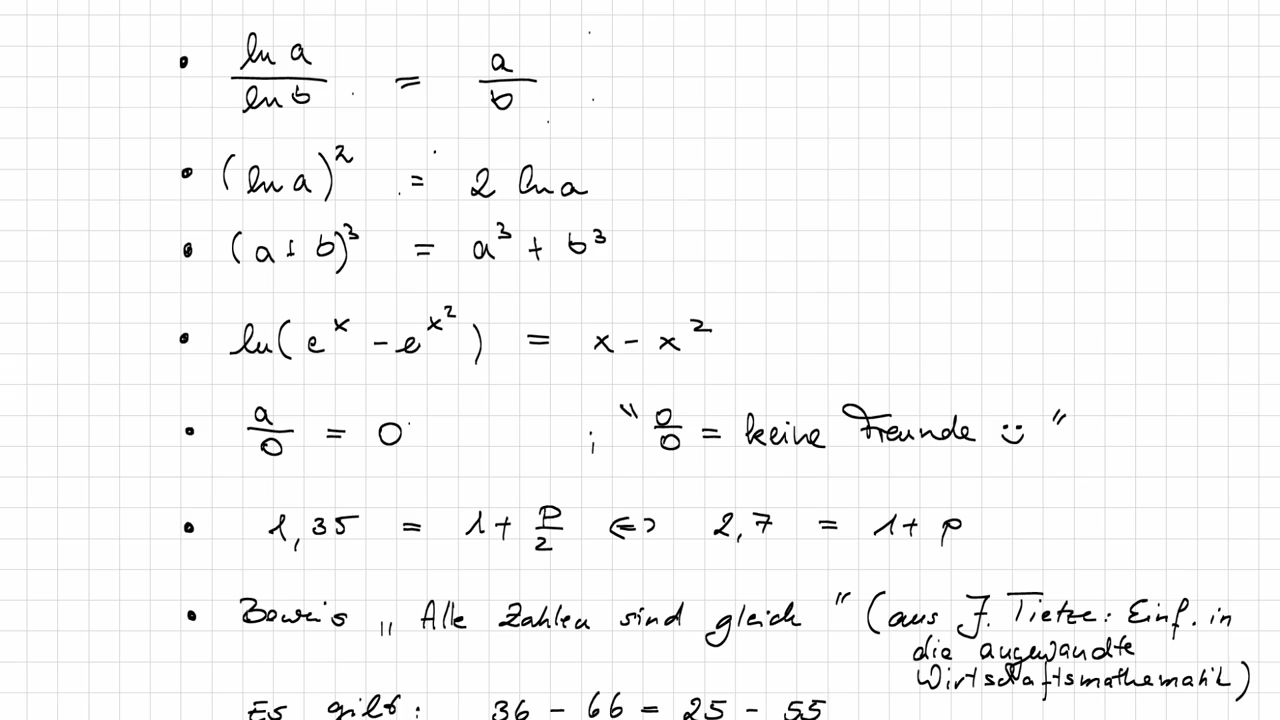 • ln a / ln b = a / b
• (ln a)² = 2 ln a
• (a + b)³ = a³ + b³
• ln(e^x - e^(x²)) = x - x²
• a/0 = 0 ; "0/0 = keine Freunde ☺"
• 1,35 = 1 + p/2 <=> 2,7 = 1 + p
• Beweis „Alle Zahlen sind gleich" (aus J. Tietze: Einf. in
die angewandte
Wirtschaftsmathematik)
Es gilt: 36 - 66 = 25 - 55